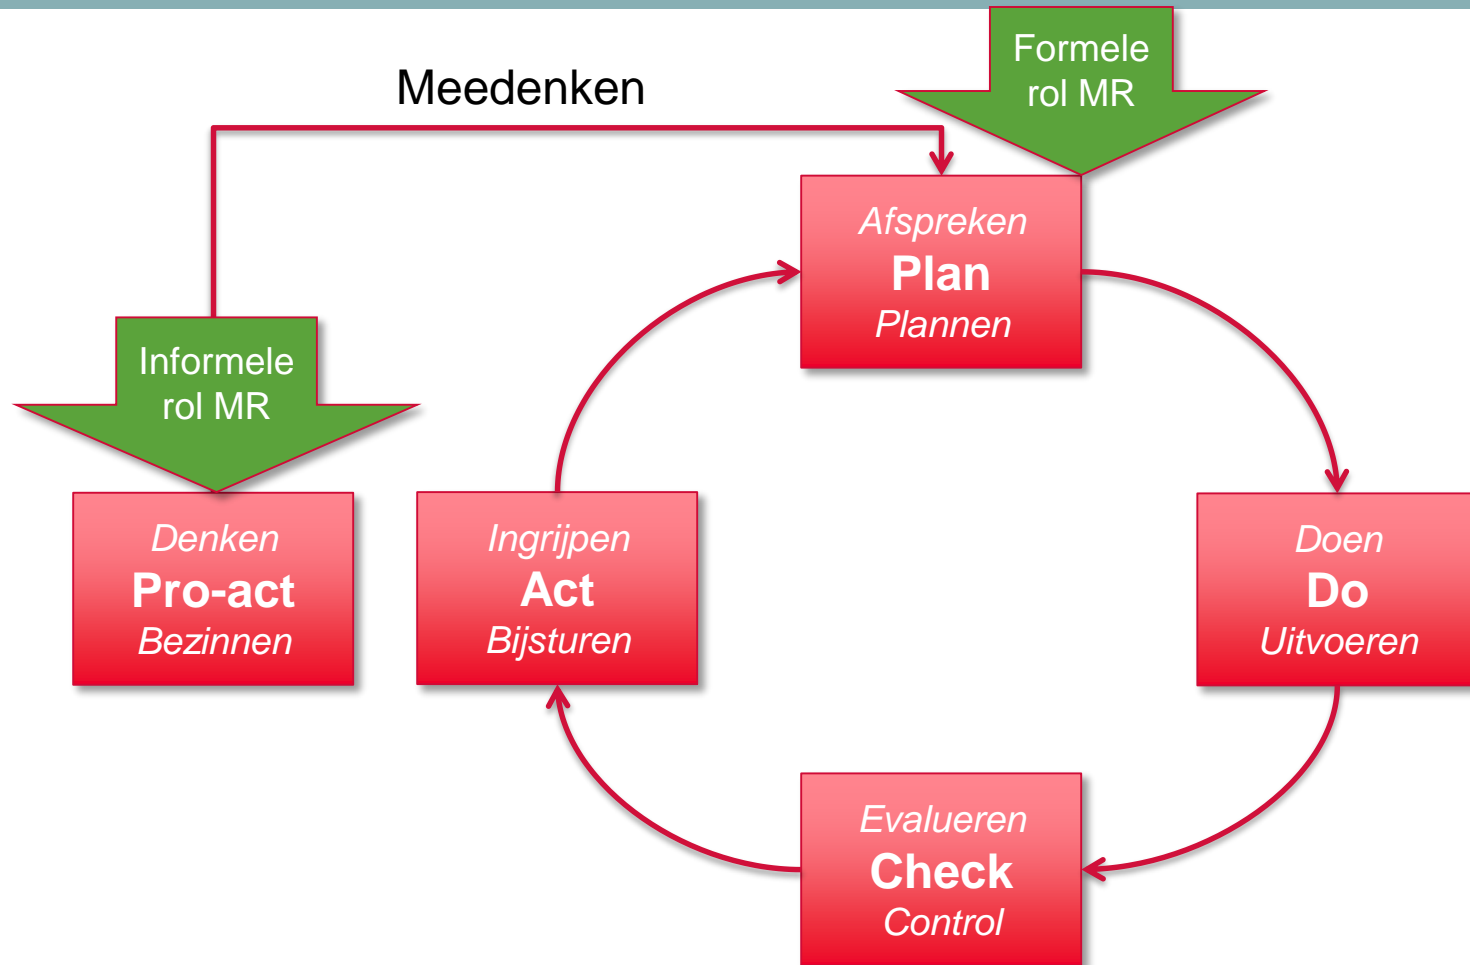 Formele
rol MR
Meedenken
Afspreken
Plan
Plannen
Informele
rol MR
Denken
Pro-act
Bezinnen
Ingrijpen
Act
Bijsturen
Doen
Do
Uitvoeren
Evalueren
Check
Control